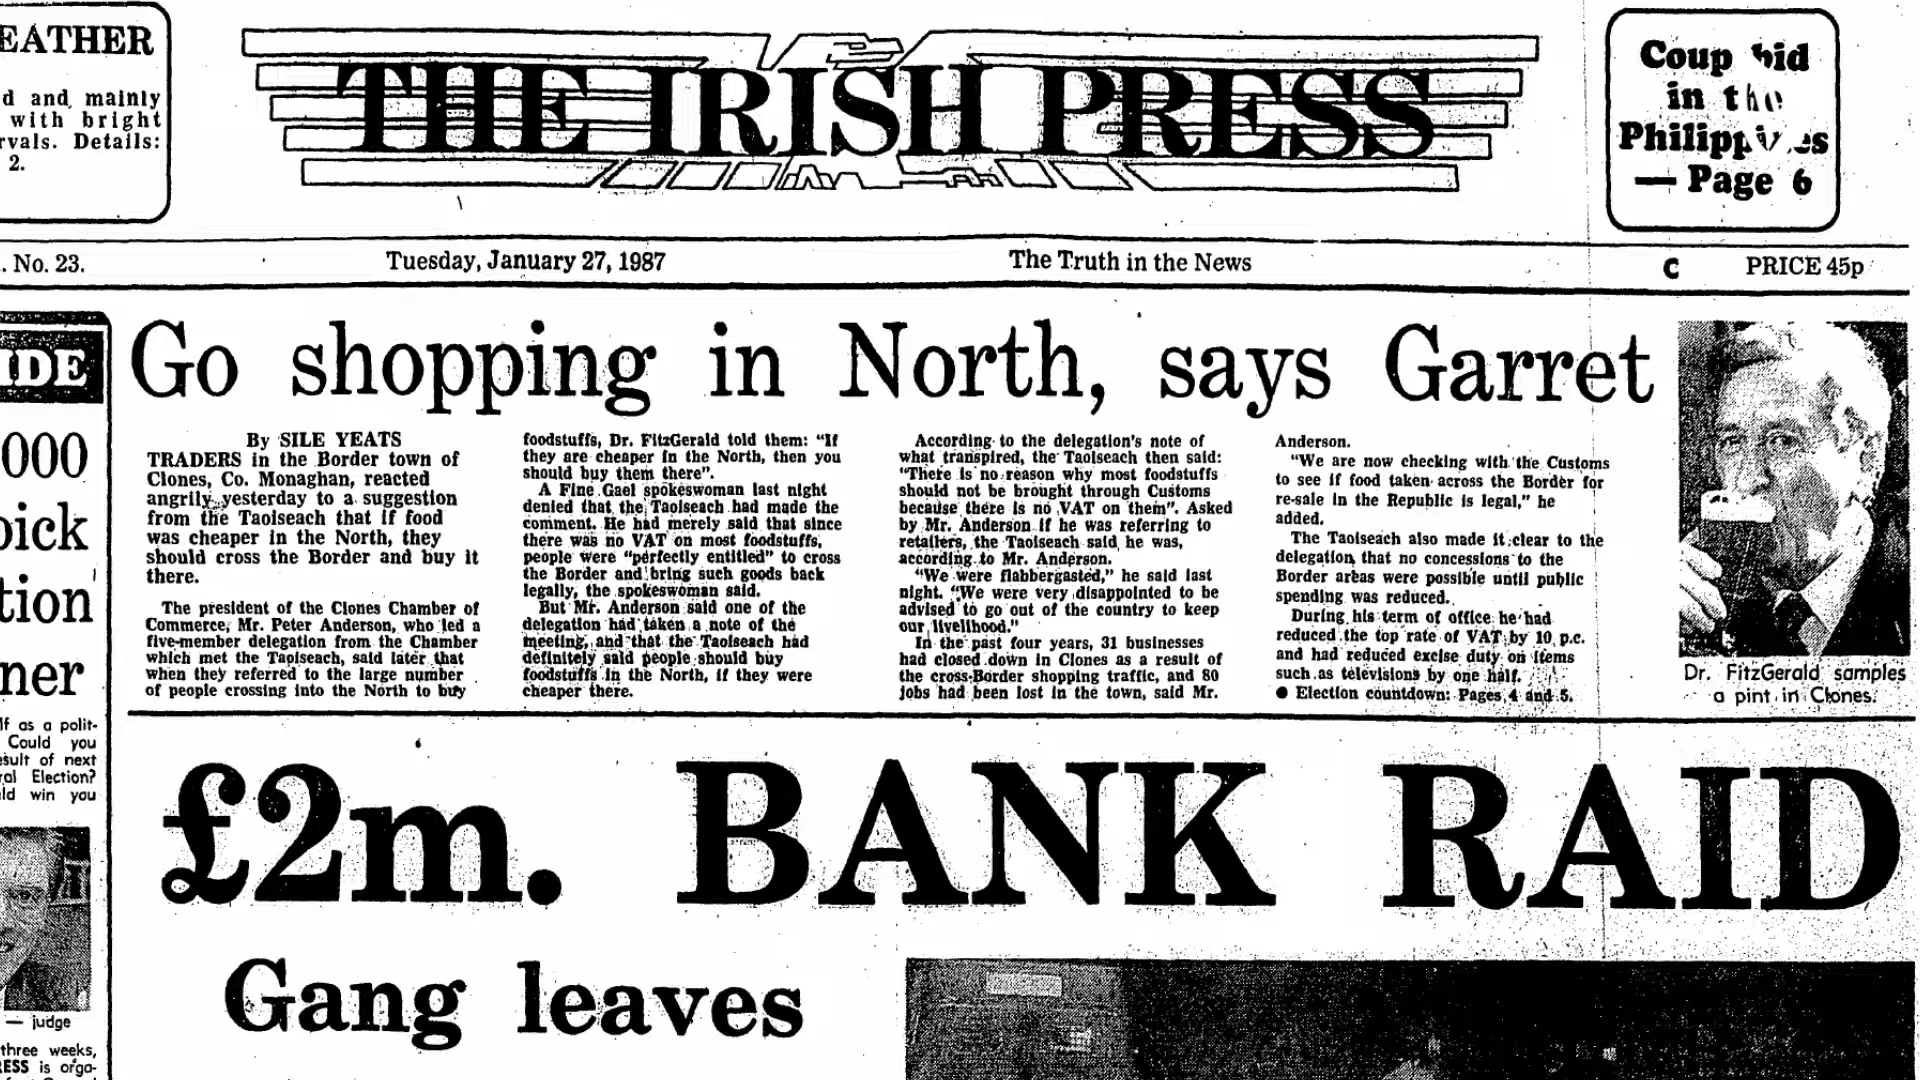 EATHER
d and mainly
with bright
rvals. Details:
2.
THE IRISH PRESS
Coup bid
in the
Philippines
— Page 6
. No. 23.
Tuesday, January 27, 1987
The Truth in the News
C
PRICE 45p
IDE
000
pick
tion
ner
lf as a polit-
Could you
esult of next
ral Election?
ld win you
— judge
three weeks,
ESS is orga-
Go shopping in North, says Garret
By SILE YEATS
TRADERS in the Border town of
Clones, Co. Monaghan, reacted
angrily yesterday to a suggestion
from the Taoiseach that if food
was cheaper in the North, they
should cross the Border and buy it
there.
The president of the Clones Chamber of
Commerce, Mr. Peter Anderson, who led a
five-member delegation from the Chamber
which met the Taoiseach, said later that
when they referred to the large number
of people crossing into the North to buy
foodstuffs, Dr. FitzGerald told them: “If
they are cheaper in the North, then you
should buy them there”.
A Fine Gael spokeswoman last night
denied that the Taoiseach had made the
comment. He had merely said that since
there was no VAT on most foodstuffs,
people were “perfectly entitled” to cross
the Border and bring such goods back
legally, the spokeswoman said.
But Mr. Anderson said one of the
delegation had taken a note of the
meeting, and that the Taoiseach had
definitely said people should buy
foodstuffs in the North, if they were
cheaper there.
According to the delegation’s note of
what transpired, the Taoiseach then said:
“There is no reason why most foodstuffs
should not be brought through Customs
because there is no VAT on them”. Asked
by Mr. Anderson if he was referring to
retailers, the Taoiseach said he was,
according to Mr. Anderson.
“We were flabbergasted,” he said last
night. “We were very disappointed to be
advised to go out of the country to keep
our livelihood.”
In the past four years, 31 businesses
had closed down in Clones as a result of
the cross-Border shopping traffic, and 80
jobs had been lost in the town, said Mr.
Anderson.
“We are now checking with the Customs
to see if food taken across the Border for
re-sale in the Republic is legal,” he
added.
The Taoiseach also made it clear to the
delegation that no concessions to the
Border areas were possible until public
spending was reduced.
During his term of office he had
reduced the top rate of VAT by 10 p.c.
and had reduced excise duty on items
such as televisions by one half.
● Election countdown: Pages 4 and 5.
Dr. FitzGerald samples
a pint in Clones.
£2m. BANK RAID
Gang leaves